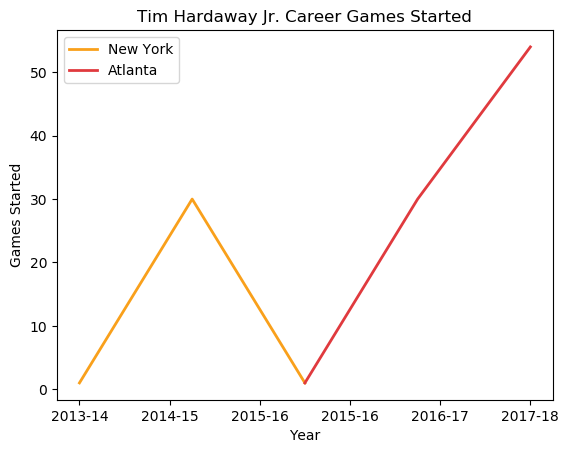 Tim Hardaway Jr. Career Games Started
New York
Atlanta
50
40
30
20
10
0
Games Started
2013-14 2014-15 2015-16 2015-16 2016-17 2017-18
Year